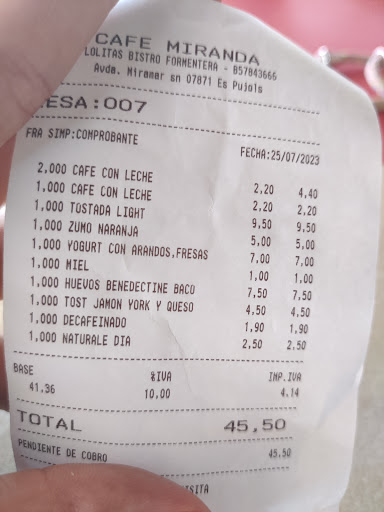 CAFE MIRANDA
LOLITAS BISTRO FORMENTERA - B57843666
Avda. Miramar sn 07871 Es Pujols
ESA:007
FRA SIMP:COMPROBANTE
FECHA:25/07/2023
2,000 CAFE CON LECHE 2,20 4,40
1,000 CAFE CON LECHE 2,20 2,20
1,000 TOSTADA LIGHT 9,50 9,50
1,000 ZUMO NARANJA 5,00 5,00
1,000 YOGURT CON ARANDOS,FRESAS 7,00 7,00
1,000 MIEL 1,00 1,00
1,000 HUEVOS BENEDECTINE BACO 7,50 7,50
1,000 TOST JAMON YORK Y QUESO 4,50 4,50
1,000 DECAFEINADO 1,90 1,90
1,000 NATURALE DIA 2,50 2,50
BASE %IVA IMP.IVA
41,36 10,00 4,14
TOTAL 45,50
PENDIENTE DE COBRO 45.50